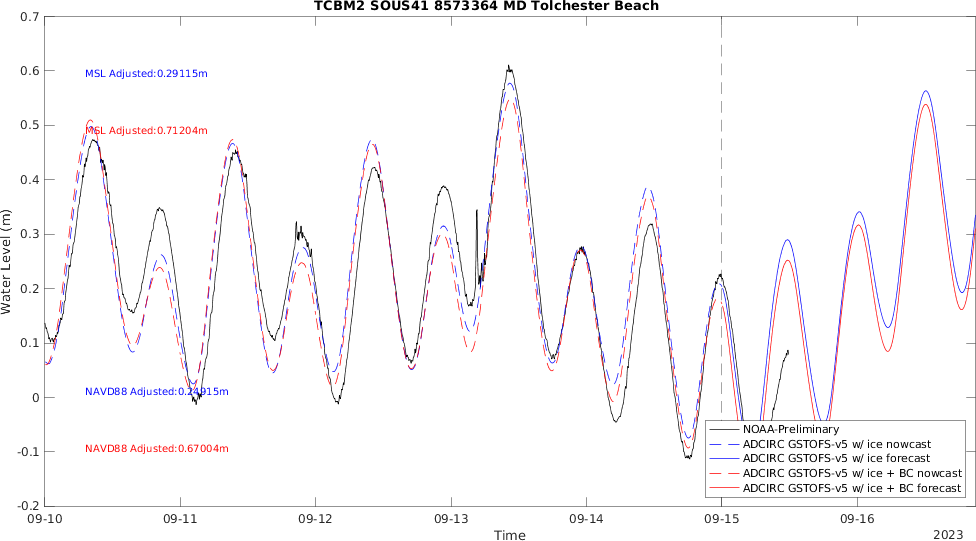 TCBM2 SOUS41 8573364 MD Tolchester Beach
0.7
0.6
0.5
0.4
0.3
0.2
0.1
0
-0.1
-0.2
Water Level (m)
MSL Adjusted:0.29115m
MSL Adjusted:0.71204m
NAVD88 Adjusted:0.24915m
NAVD88 Adjusted:0.67004m
NOAA-Preliminary
ADCIRC GSTOFS-v5 w/ ice nowcast
ADCIRC GSTOFS-v5 w/ ice forecast
ADCIRC GSTOFS-v5 w/ ice + BC nowcast
ADCIRC GSTOFS-v5 w/ ice + BC forecast
09-10 09-11 09-12 09-13 09-14 09-15 09-16
Time
2023